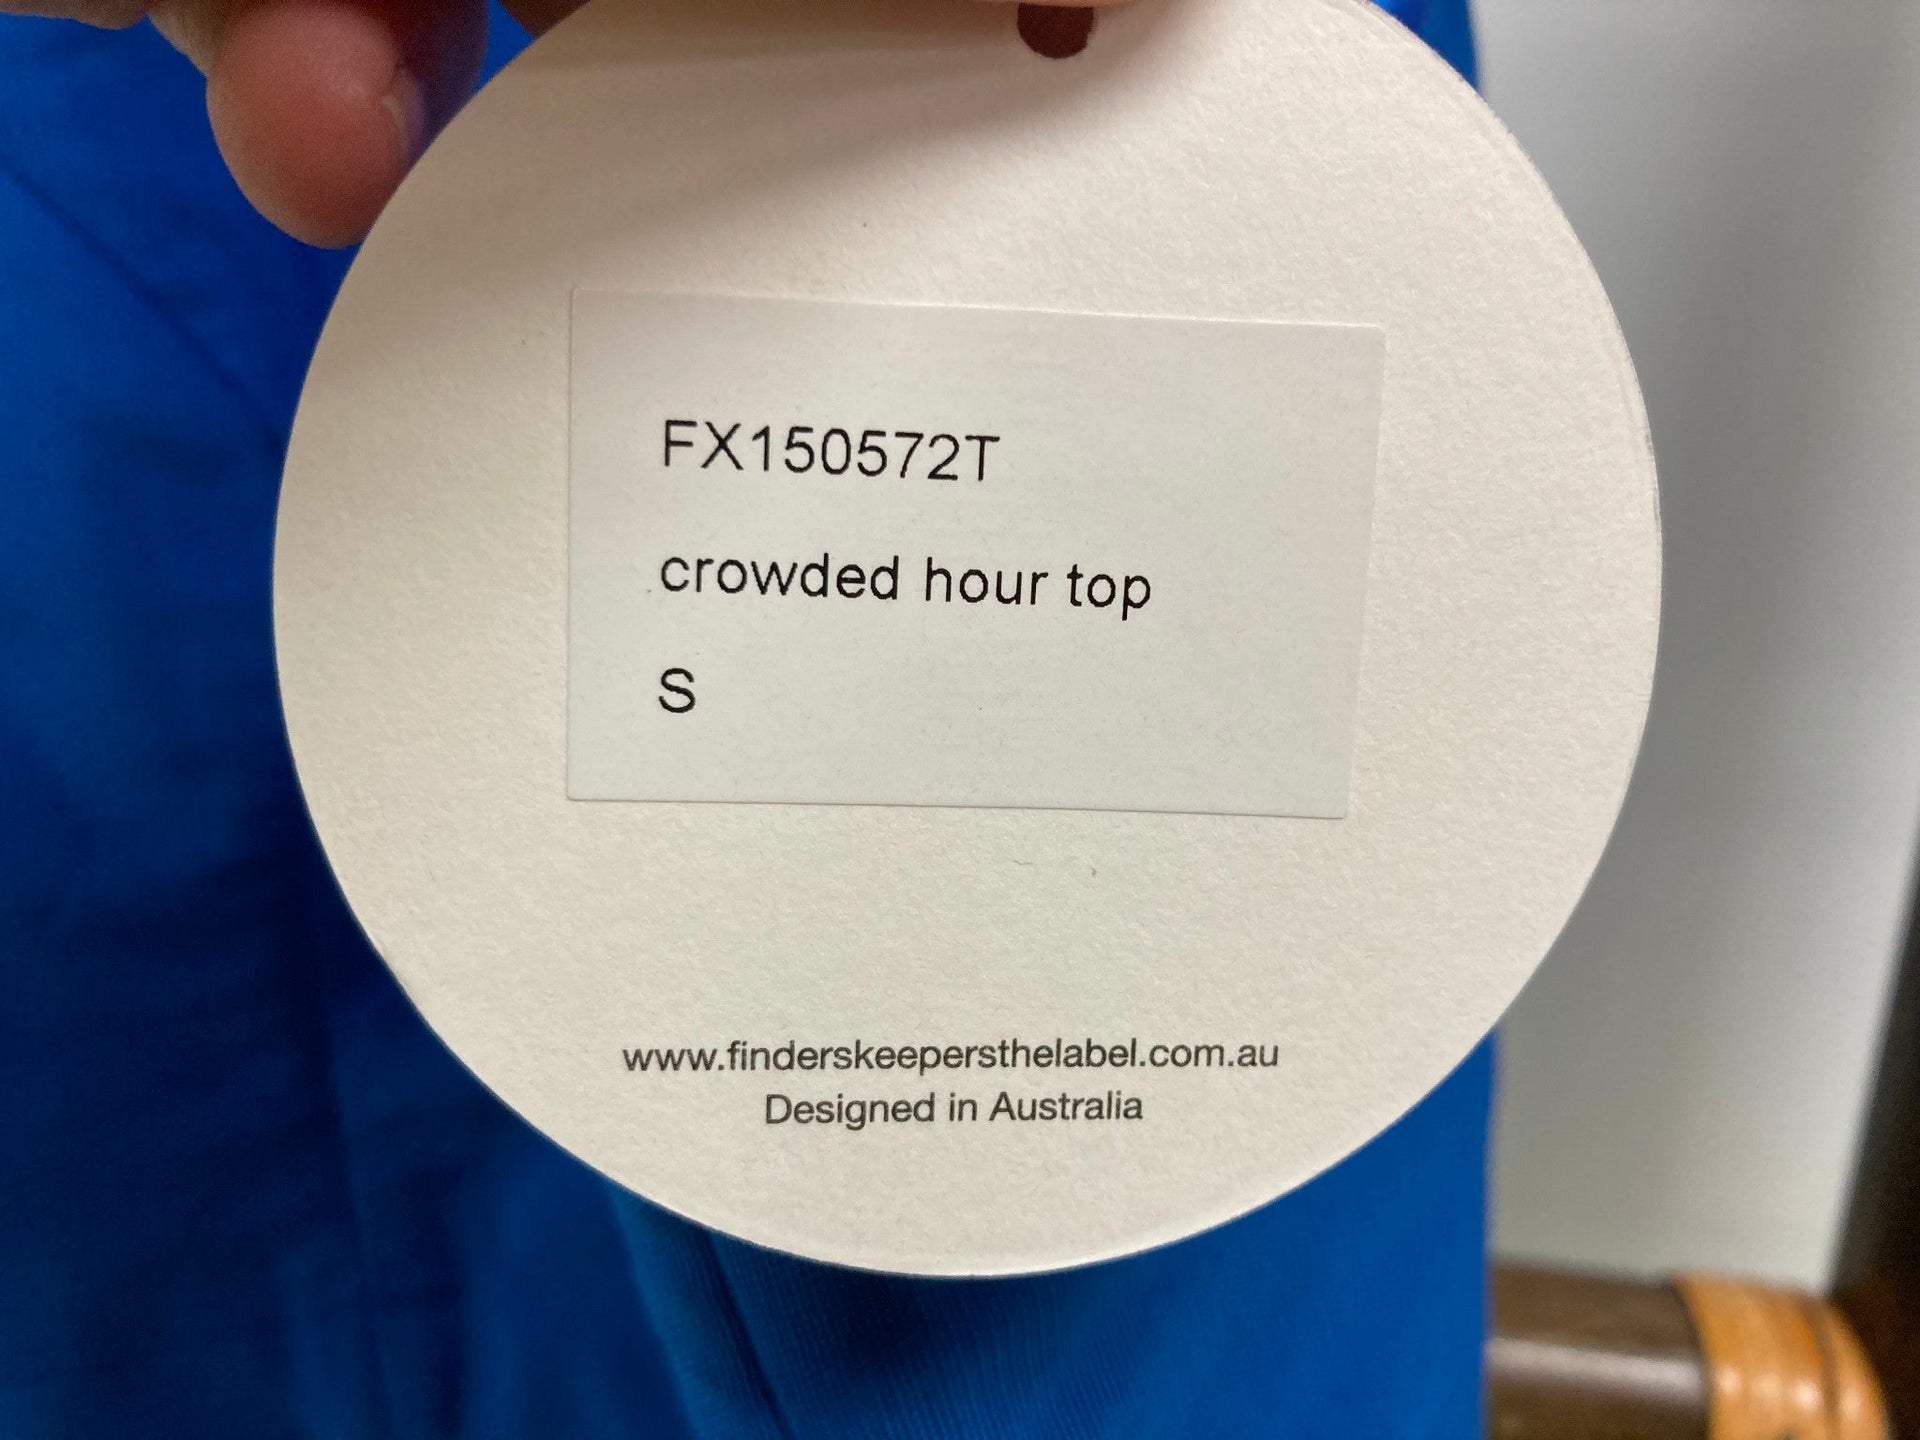 FX150572T
crowded hour top
S
www.finderskeepersthelabel.com.au
Designed in Australia